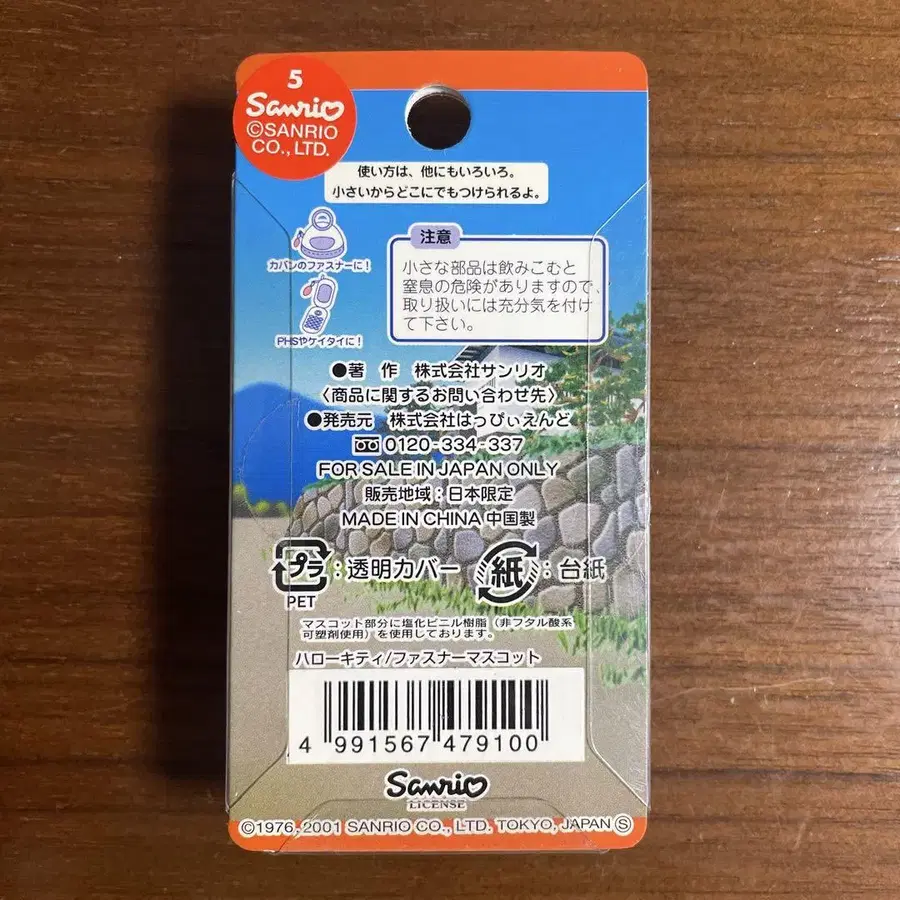 5
Sanrio
©SANRIO
CO., LTD.
使い方は、他にもいろいろ。
小さいからどこにでもつけられるよ。
カバンのファスナーに!
PHSやケイタイに!
注意
小さな部品は飲みこむと
窒息の危険がありますので、
取り扱いには充分気を付け
て下さい。
●著 作 株式会社サンリオ
〈商品に関するお問い合わせ先〉
●発売元 株式会社はっぴぃえんど
0120-334-337
FOR SALE IN JAPAN ONLY
販売地域:日本限定
MADE IN CHINA 中国製
プラ:透明カバー 紙:台紙
PET
マスコット部分に塩化ビニル樹脂(非フタル酸系
可塑剤使用)を使用しております。
ハローキティ/ファスナーマスコット
4 991567 479100
Sanrio
LICENSE
©1976, 2001 SANRIO CO., LTD. TOKYO, JAPAN Ⓢ